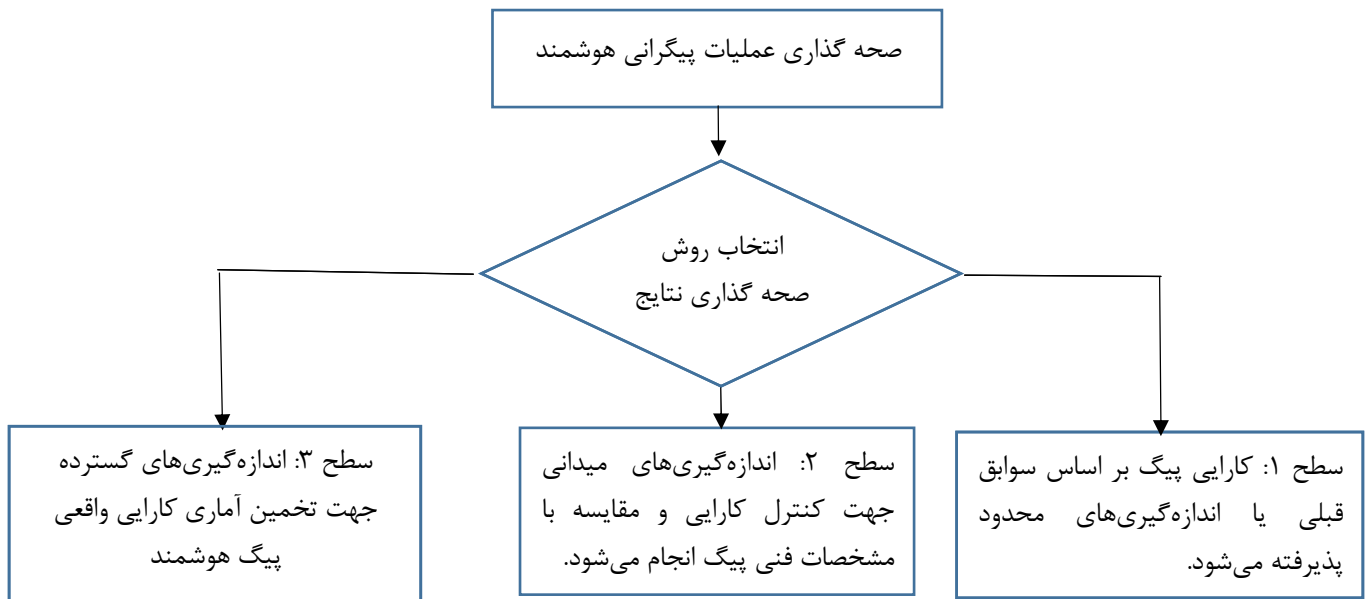 صحه گذاری عملیات پیگرانی هوشمند
انتخاب روش
صحه گذاری نتایج
سطح ۱: کارایی پیگ بر اساس سوابق
قبلی یا اندازه‌گیری‌های محدود
پذیرفته می‌شود.
سطح ۲: اندازه‌گیری‌های میدانی
جهت کنترل کارایی و مقایسه با
مشخصات فنی پیگ انجام می‌شود.
سطح ۳: اندازه‌گیری‌های گسترده
جهت تخمین آماری کارایی واقعی
پیگ هوشمند